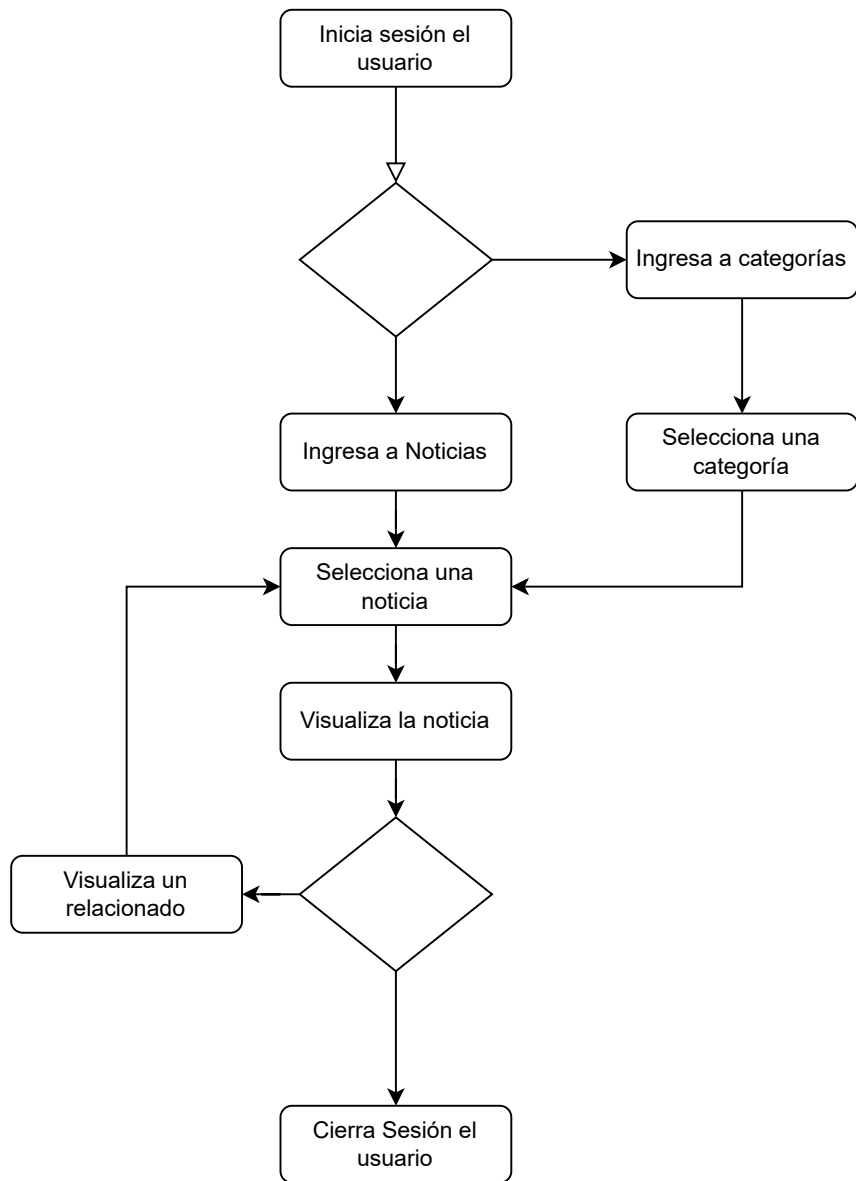 Inicia sesión el
usuario
Ingresa a categorías
Ingresa a Noticias
Selecciona una
categoría
Selecciona una
noticia
Visualiza la noticia
Visualiza un
relacionado
Cierra Sesión el
usuario